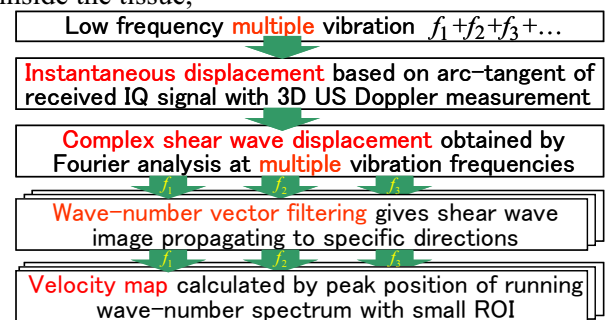 inside the tissue,
Low frequency multiple vibration f₁+f₂+f₃+…
Instantaneous displacement based on arc-tangent of
received IQ signal with 3D US Doppler measurement
Complex shear wave displacement obtained by
Fourier analysis at multiple vibration frequencies
f₁ f₂ f₃
Wave-number vector filtering gives shear wave
image propagating to specific directions
f₁ f₂ f₃
Velocity map calculated by peak position of running
wave-number spectrum with small ROI